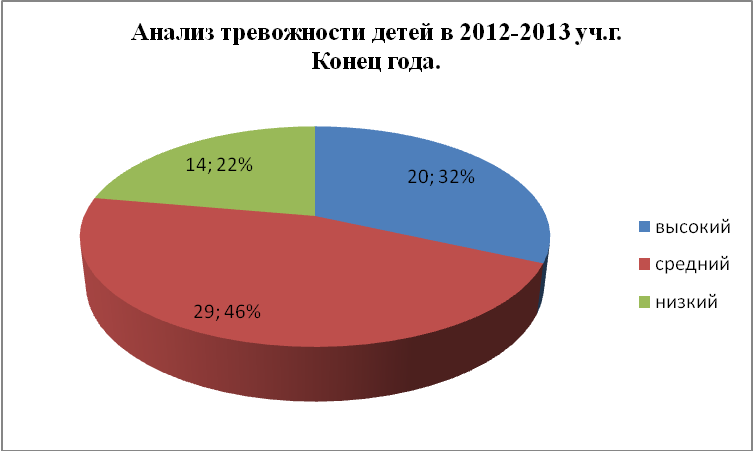 Анализ тревожности детей в 2012-2013 уч.г.
Конец года.
14; 22%
20; 32%
29; 46%
высокий
средний
низкий